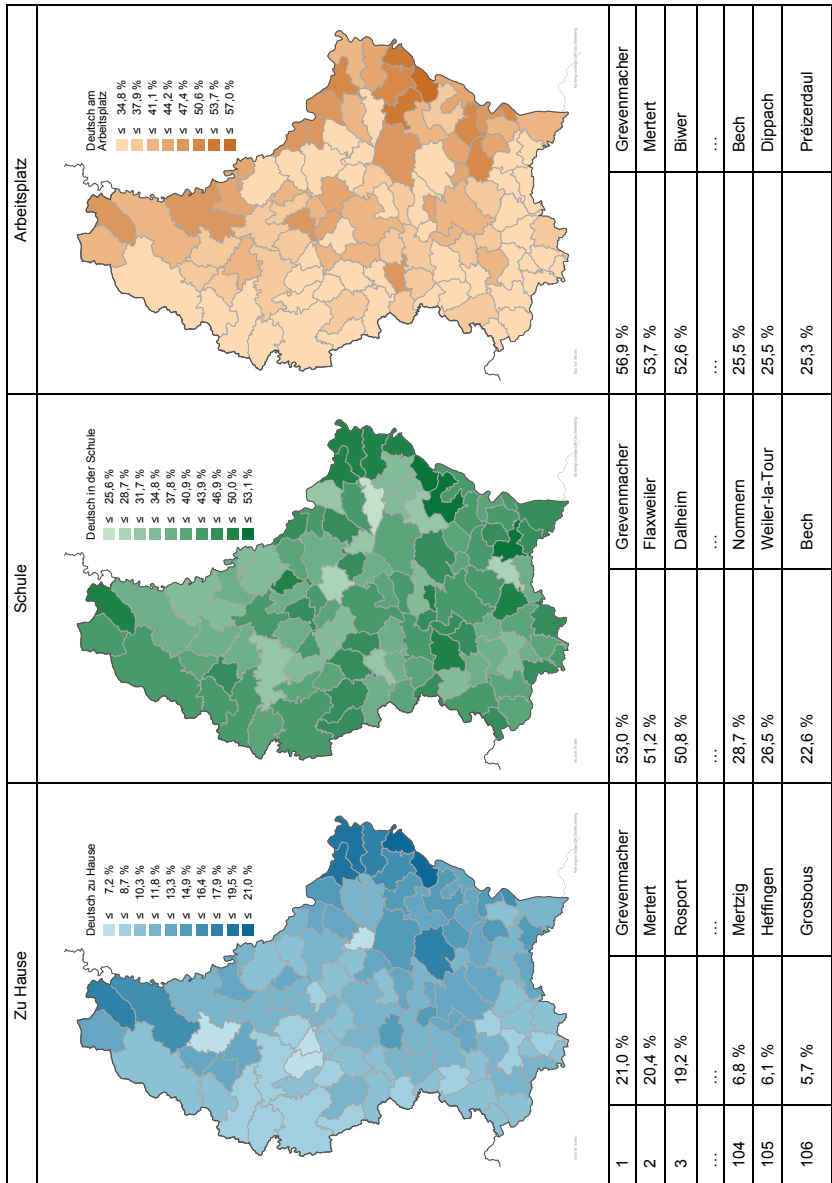 Zu Hause
Schule
Arbeitsplatz
Deutsch zu Hause
≤ 7,2 %
≤ 8,7 %
≤ 10,3 %
≤ 11,8 %
≤ 13,3 %
≤ 14,9 %
≤ 16,4 %
≤ 17,9 %
≤ 19,5 %
≤ 21,0 %
Deutsch in der Schule
≤ 25,6 %
≤ 28,7 %
≤ 31,7 %
≤ 34,8 %
≤ 37,8 %
≤ 40,9 %
≤ 43,9 %
≤ 46,9 %
≤ 50,0 %
≤ 53,1 %
Deutsch am
Arbeitsplatz
≤ 34,8 %
≤ 37,9 %
≤ 41,1 %
≤ 44,2 %
≤ 47,4 %
≤ 50,6 %
≤ 53,7 %
≤ 57,0 %
1 21,0 % Grevenmacher 53,0 % Grevenmacher 56,9 % Grevenmacher
2 20,4 % Mertert 51,2 % Flaxweiler 53,7 % Mertert
3 19,2 % Rosport 50,8 % Dalheim 52,6 % Biwer
... ... ... ... ... ... ...
104 6,8 % Mertzig 28,7 % Nommern 25,5 % Bech
105 6,1 % Heffingen 26,5 % Weiler-la-Tour 25,5 % Dippach
106 5,7 % Grosbous 22,6 % Bech 25,3 % Préizerdaul